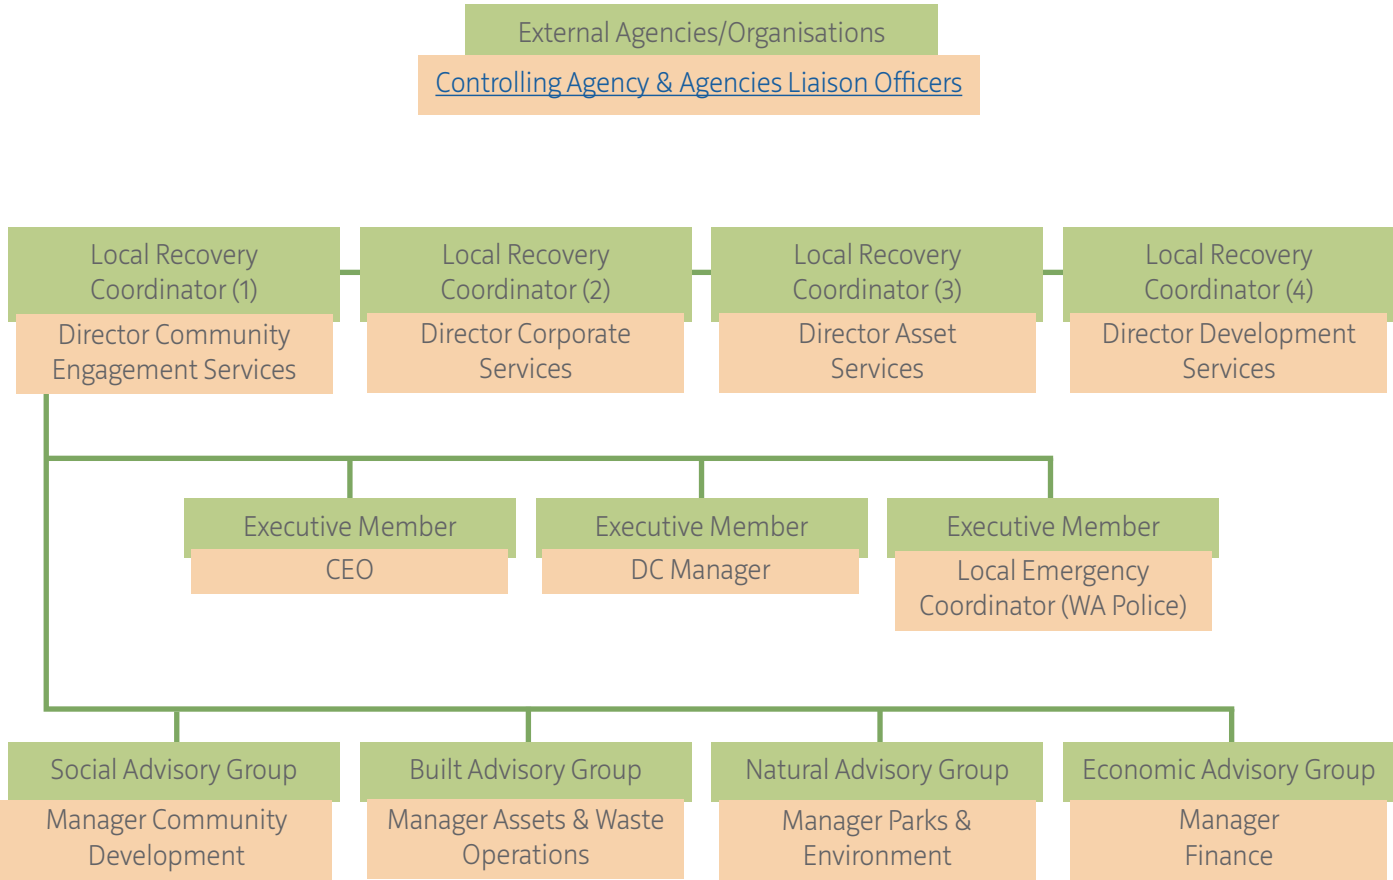 External Agencies/Organisations
Controlling Agency & Agencies Liaison Officers
Local Recovery
Coordinator (1)
Director Community
Engagement Services
Local Recovery
Coordinator (2)
Director Corporate
Services
Local Recovery
Coordinator (3)
Director Asset
Services
Local Recovery
Coordinator (4)
Director Development
Services
Executive Member
CEO
Executive Member
DC Manager
Executive Member
Local Emergency
Coordinator (WA Police)
Social Advisory Group
Manager Community
Development
Built Advisory Group
Manager Assets & Waste
Operations
Natural Advisory Group
Manager Parks &
Environment
Economic Advisory Group
Manager
Finance